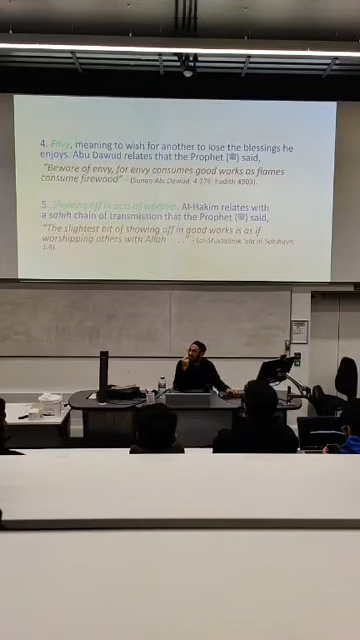 4. Envy, meaning to wish for another to lose the blessings he
enjoys. Abu Dawud relates that the Prophet (ﷺ) said,
"Beware of envy, for envy consumes good works as flames
consume firewood" - (Sunan Abi Dawud, 4.276; hadith 4903).
5. Showing off in acts of worship. Al-Hakim relates with
a sahih chain of transmission that the Prophet (ﷺ) said,
"The slightest bit of showing off in good works is as if
worshipping others with Allah . . . ." - (al-Mustadrak 'ala al-Sahihayn,
1.4).